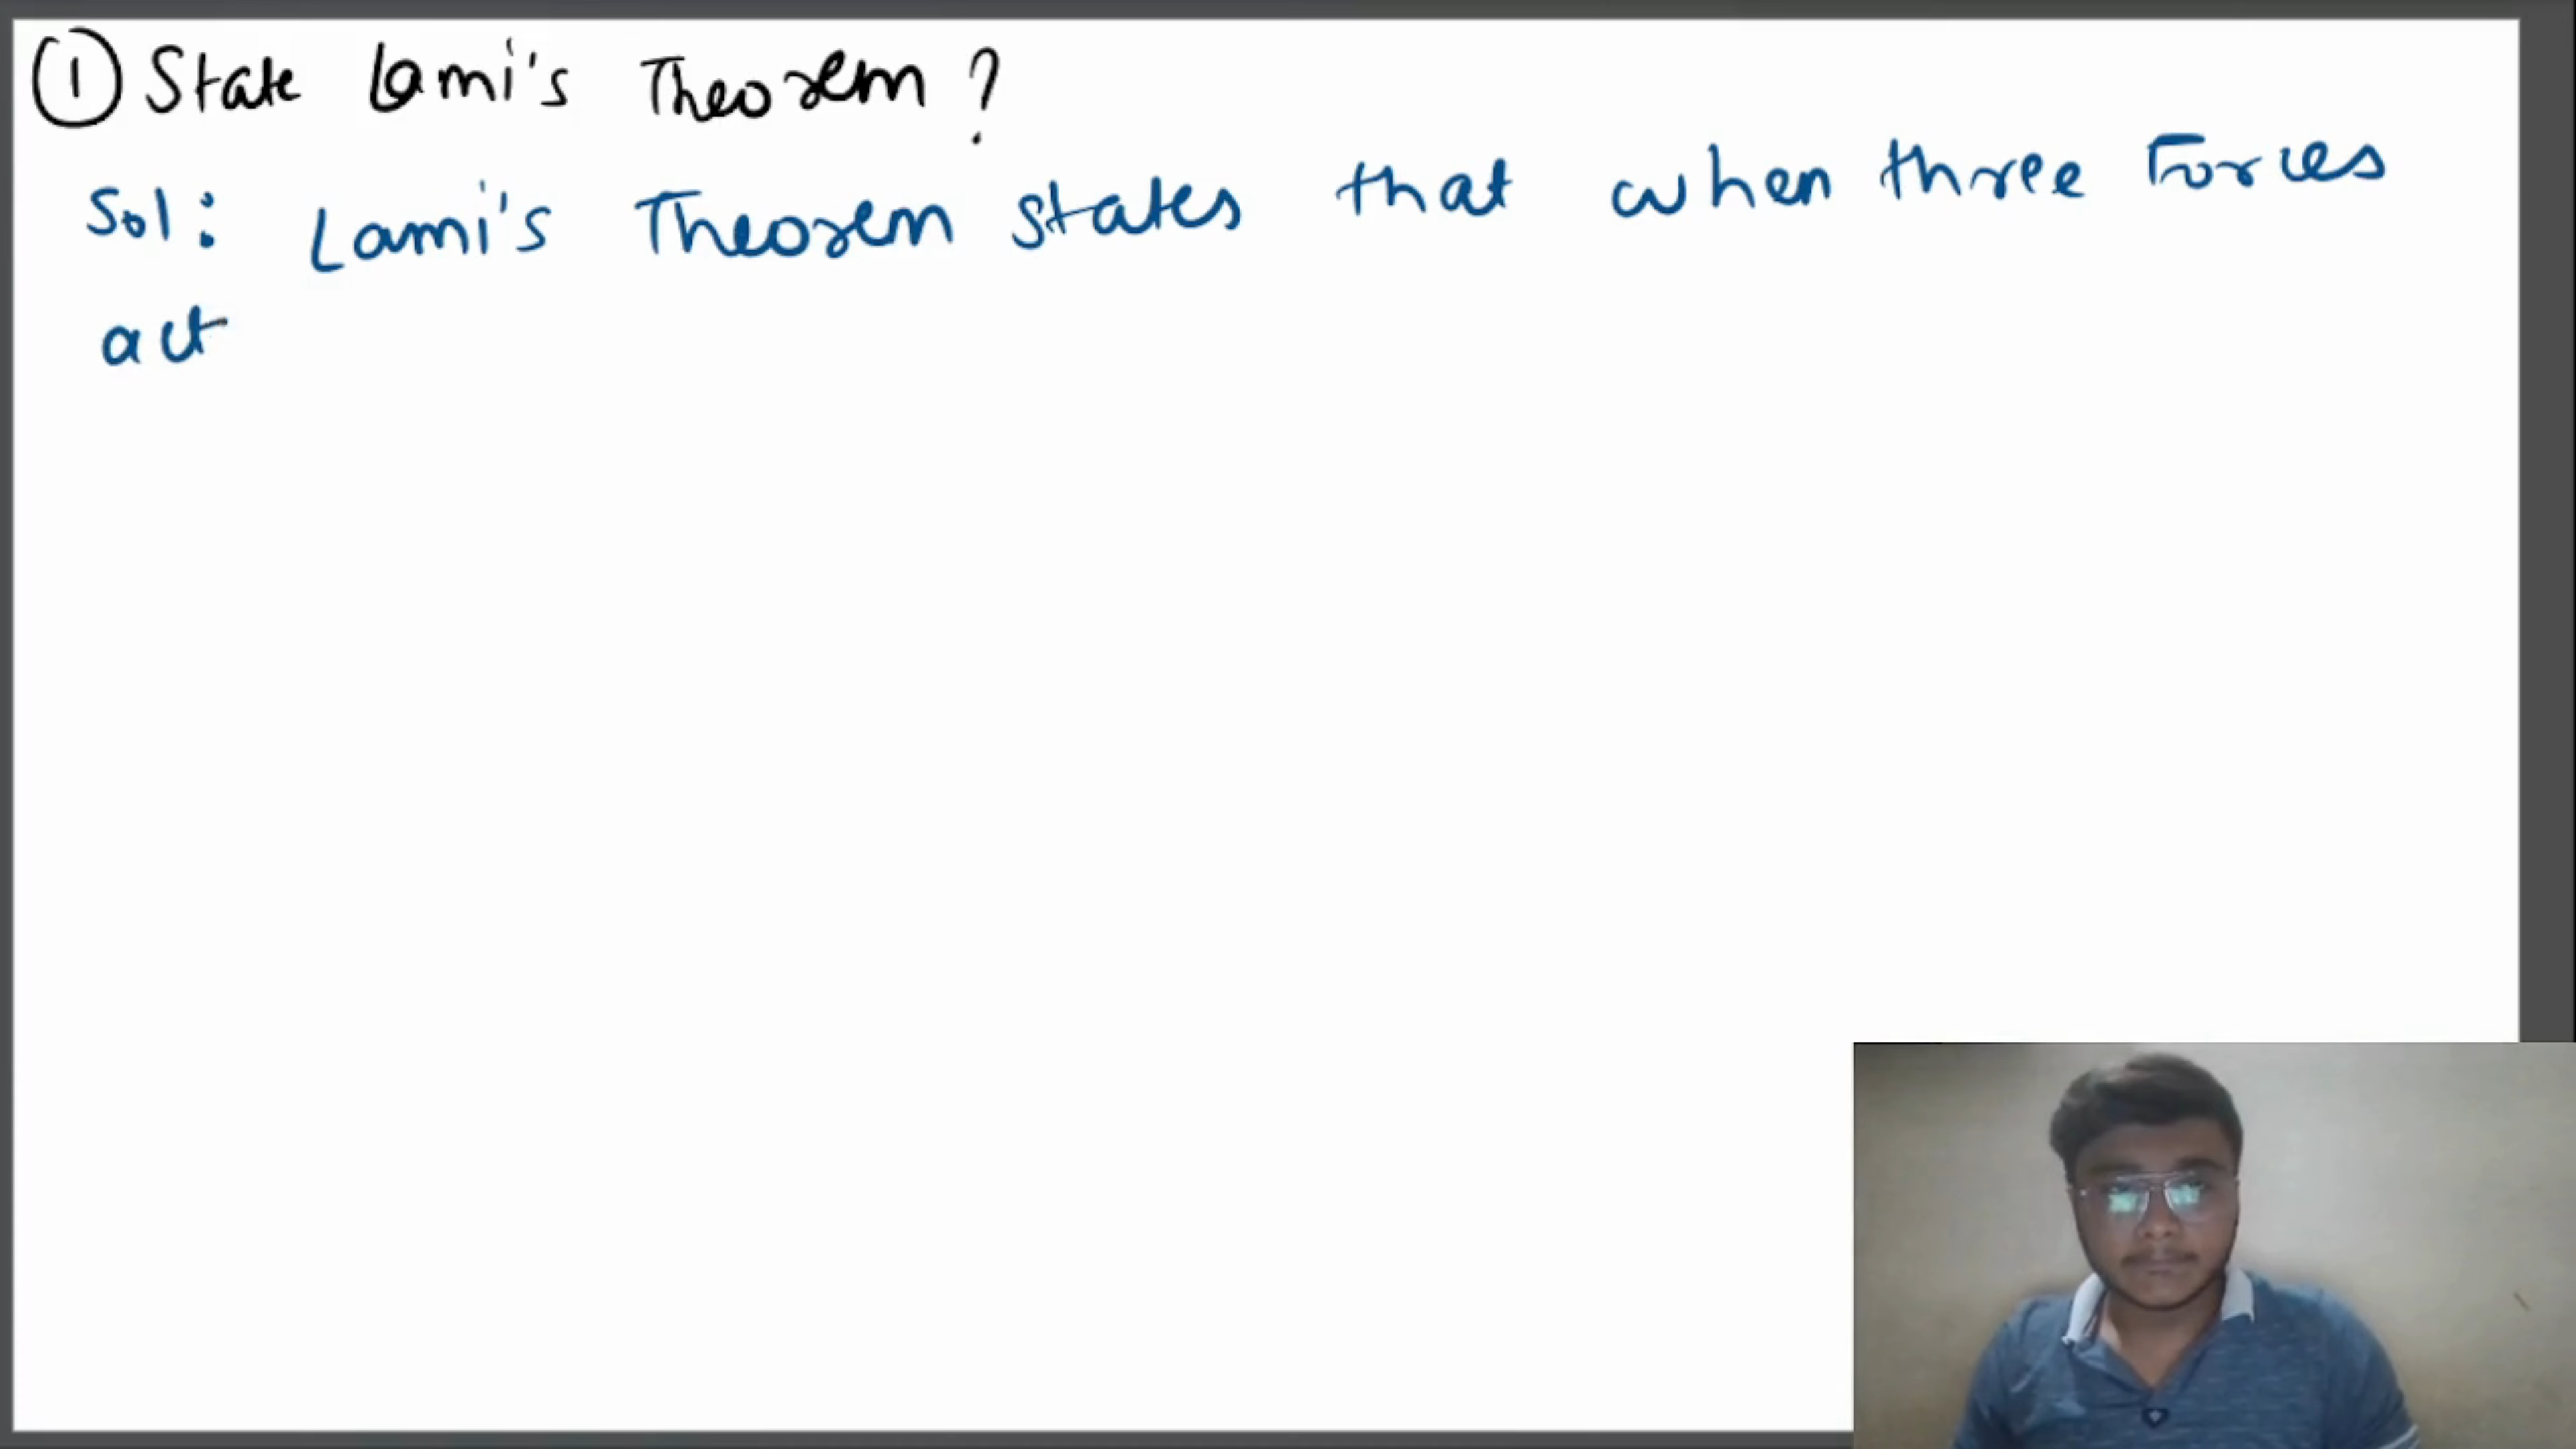 ① State Lami's Theorem ?
Sol: Lami's Theorem states that when three Forces
act